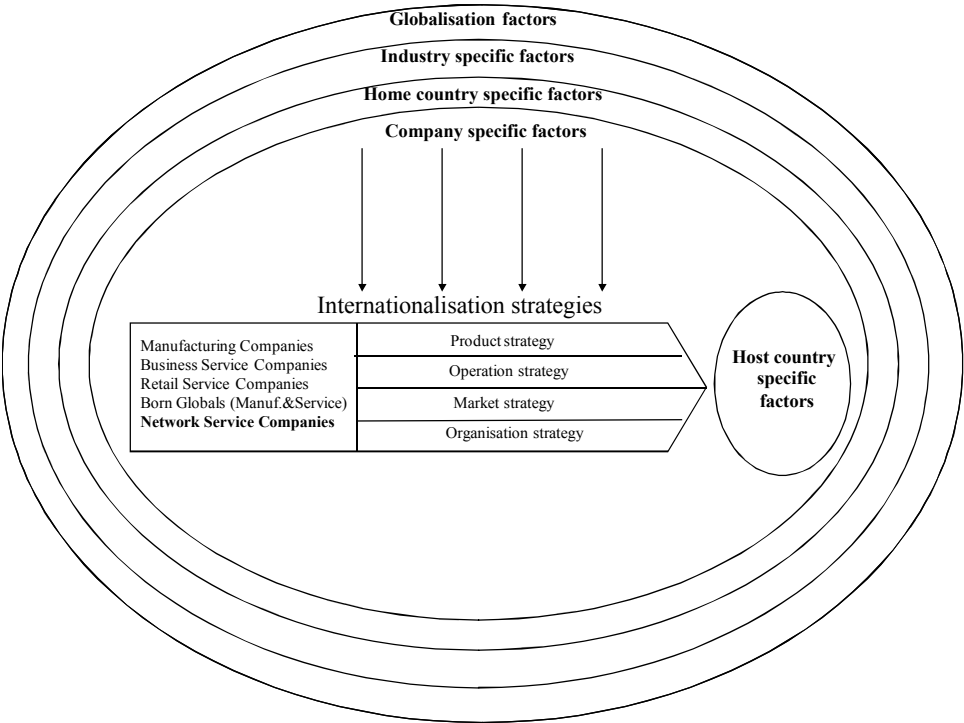 Globalisation factors
Industry specific factors
Home country specific factors
Company specific factors
Internationalisation strategies
Manufacturing Companies
Business Service Companies
Retail Service Companies
Born Globals (Manuf.&Service)
Network Service Companies
Product strategy
Operation strategy
Market strategy
Organisation strategy
Host country
specific
factors